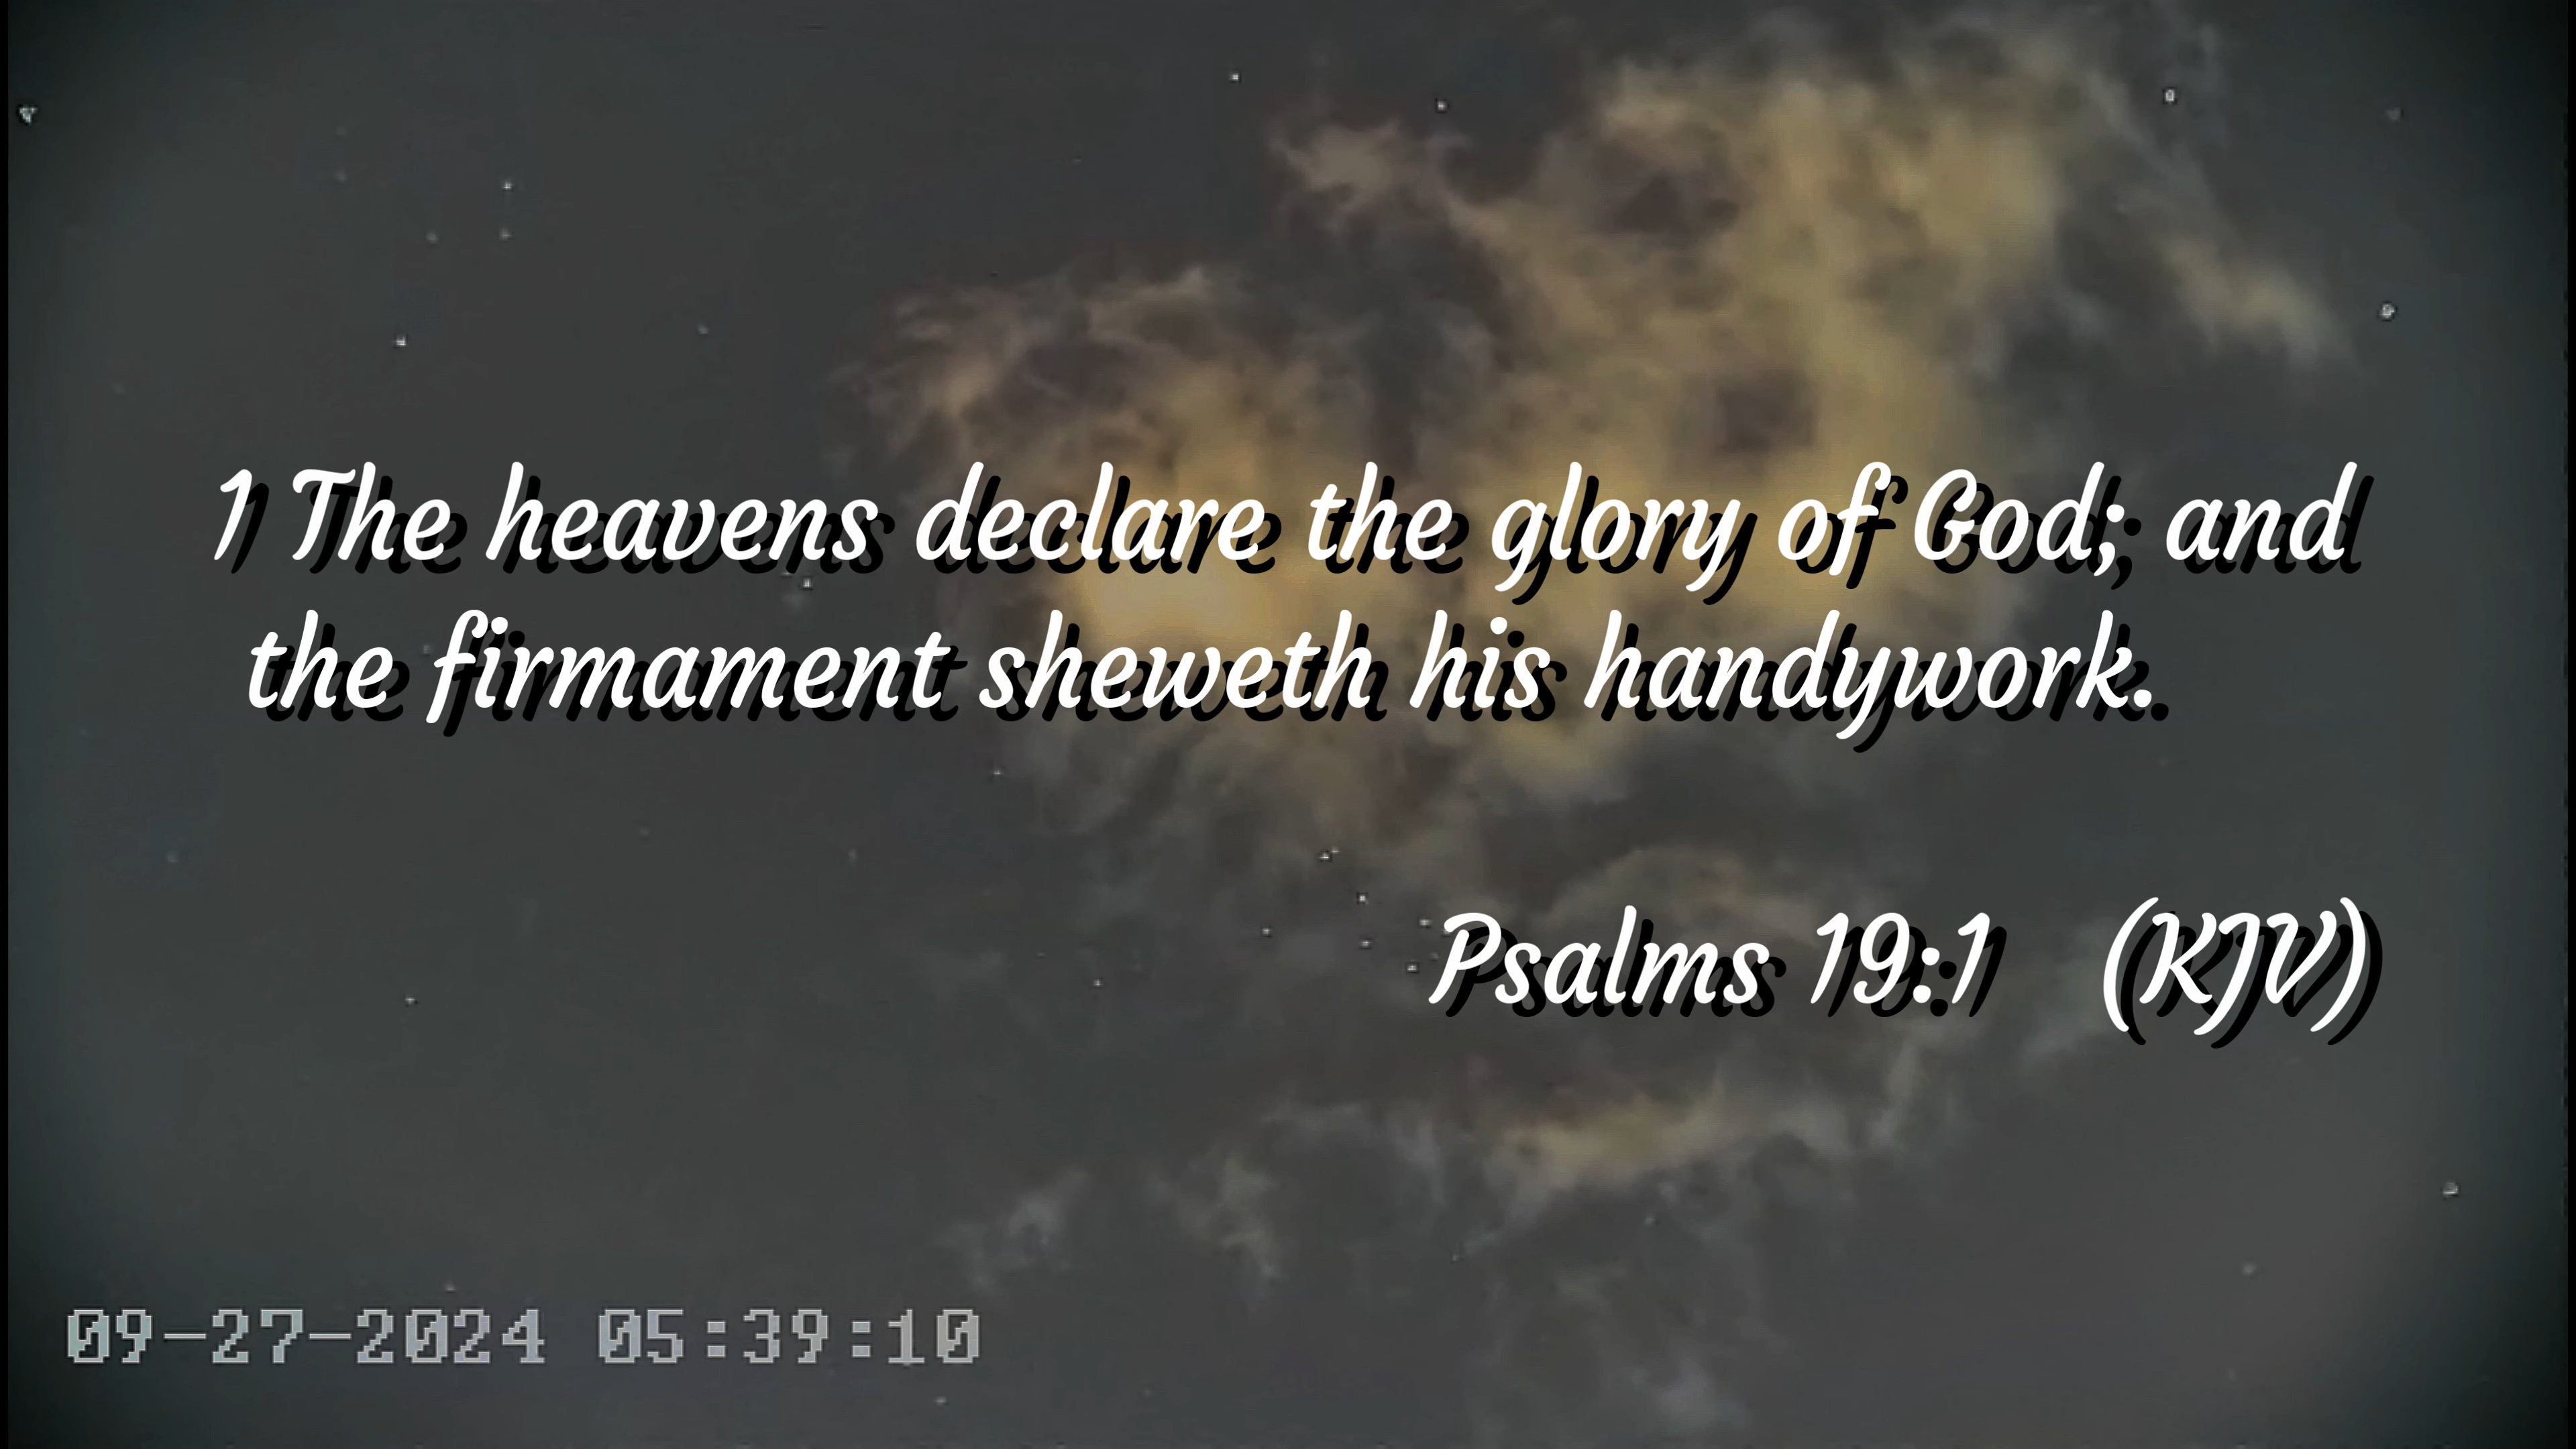 1 The heavens declare the glory of God; and
the firmament sheweth his handywork.
Psalms 19:1 (KJV)
09-27-2024 05:39:10